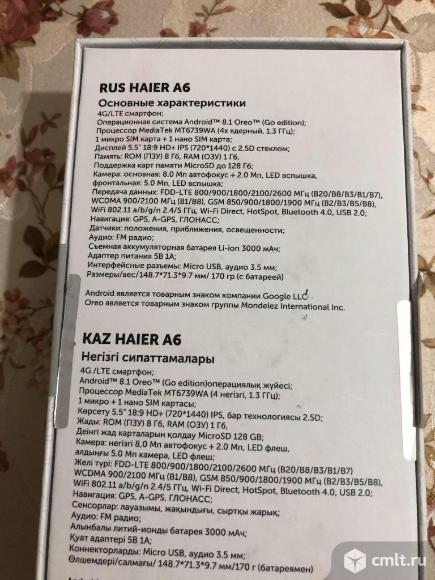 RUS HAIER A6
Основные характеристики
4G/LTE смартфон;
Операционная система Android™ 8.1 Oreo™ (Go edition);
Процессор MediaTek MT6739WA (4х ядерный, 1.3 ГГц);
1 микро SIM карта + 1 нано SIM карта;
Дисплей 5.5" 18:9 HD+ IPS (720*1440) с 2.5D стеклом;
Память: ROM (ПЗУ) 8 Гб, RAM (ОЗУ) 1 Гб,
Поддержка карт памяти MicroSD до 128 Гб;
Камера: основная: 8.0 Мп автофокус + 2.0 Мп, LED вспышка,
фронтальная: 5.0 Мп, LED вспышка;
Передача данных: FDD-LTE 800/900/1800/2100/2600 МГц (B20/B8/B3/B1/B7),
WCDMA 900/2100 МГц (B1/B8), GSM 850/900/1800/1900 МГц (B2/B3/B5/B8),
WiFi 802.11 a/b/g/n 2.4/5 ГГц, Wi-Fi Direct, HotSpot, Bluetooth 4.0, USB 2.0;
Навигация: GPS, A-GPS, ГЛОНАСС;
Датчики: положения, приближения, освещенности;
Аудио: FM радио;
Съемная аккумуляторная батарея Li-ion 3000 мАч;
Адаптер питания 5В 1А;
Интерфейсные разъемы: Micro USB, аудио 3.5 мм;
Размеры/вес: 148.7*71.3*9.7 мм/ 170 гр (с батареей)
Android является товарным знаком компании Google LLC
Oreo является товарным знаком группы Mondelez International Inc.
KAZ HAIER A6
Негізгі сипаттамалары
4G /LTE смартфон;
Android™ 8.1 Oreo™ (Go edition)операциялық жүйесі;
Процессор MediaTek MT6739WA (4 негізгі, 1.3 ГГц);
1 микро + 1 нано SIM картасы;
Көрсету 5.5" 18:9 HD+ (720*1440) IPS, бар технологиясы 2.5D;
Жады: ROM (ПЗУ) 8 Гб, RAM (ОЗУ) 1 Гб,
Дейінгі жад карталарын қолдау MicroSD 128 GB;
Камера: негізгі 8,0 Мп автофокус + 2.0 Мп, LED флеш,
алдыңғы 5.0 Мп камера, LED флеш;
Желі түрі: FDD-LTE 800/900/1800/2100/2600 МГц (B20/B8/B3/B1/B7),
WCDMA 900/2100 МГц (B1/B8), GSM 850/900/1800/1900 МГц (B2/B3/B5/B8),
WiFi 802.11 a/b/g/n 2.4/5 ГГц, Wi-Fi Direct, HotSpot, Bluetooth 4.0, USB 2.0;
Навигация: GPS, A-GPS, ГЛОНАСС;
Сенсорлар: лауазымы, жақындығы, сыртқы жарық;
Аудио: FM радио;
Алынбалы литий-ионды батарея 3000 мАч;
Қуат адаптері 5В 1А;
Коннекторларды: Micro USB, аудио 3.5 мм;
Өлшемдері/салмағы/ 148.7*71.3*9.7 мм/170 г (батареямен)
cmlt.ru